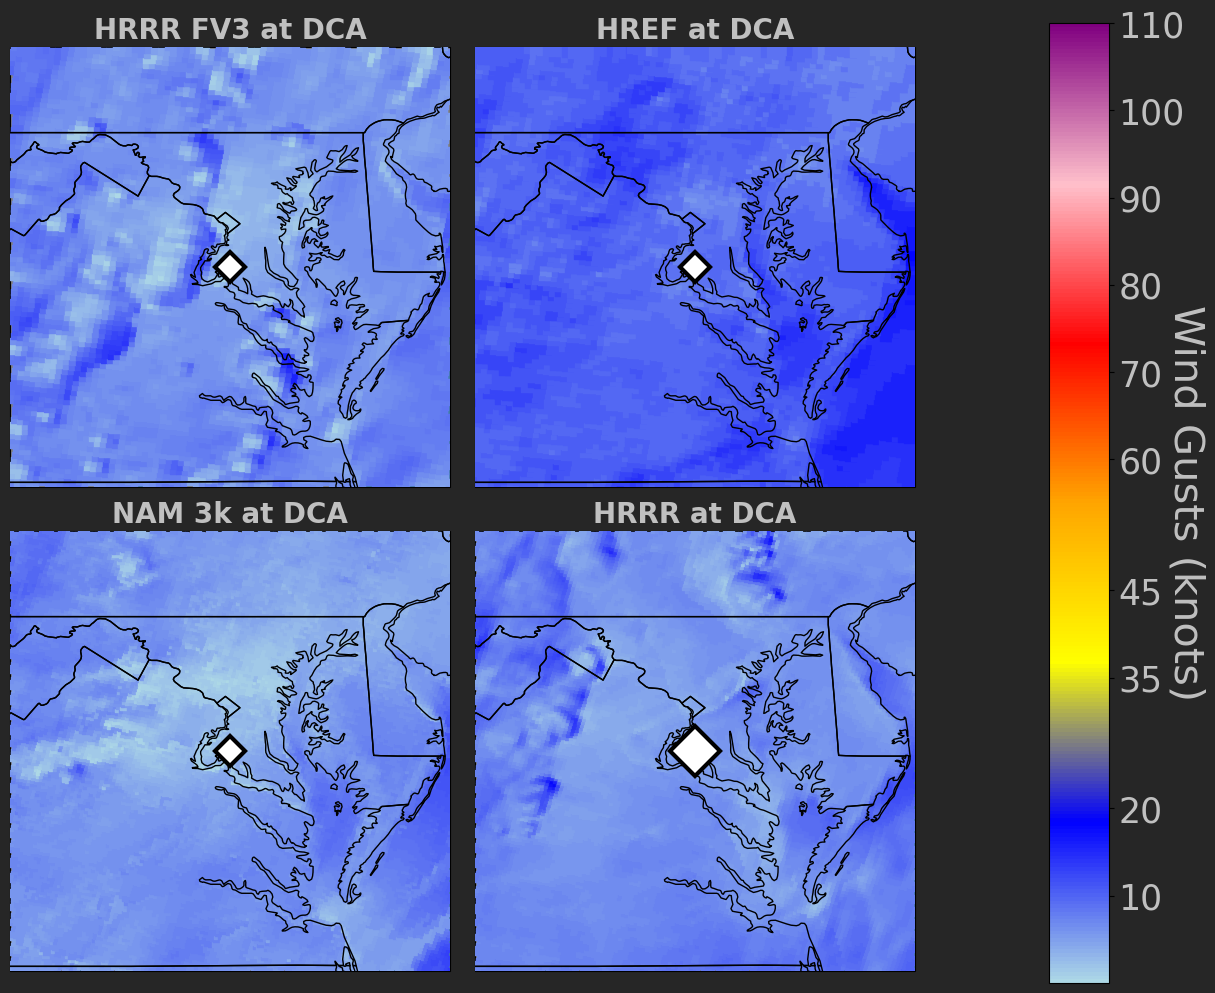 HRRR FV3 at DCA
HREF at DCA
NAM 3k at DCA
HRRR at DCA
110
100
90
80
70
60
45
35
20
10
Wind Gusts (knots)